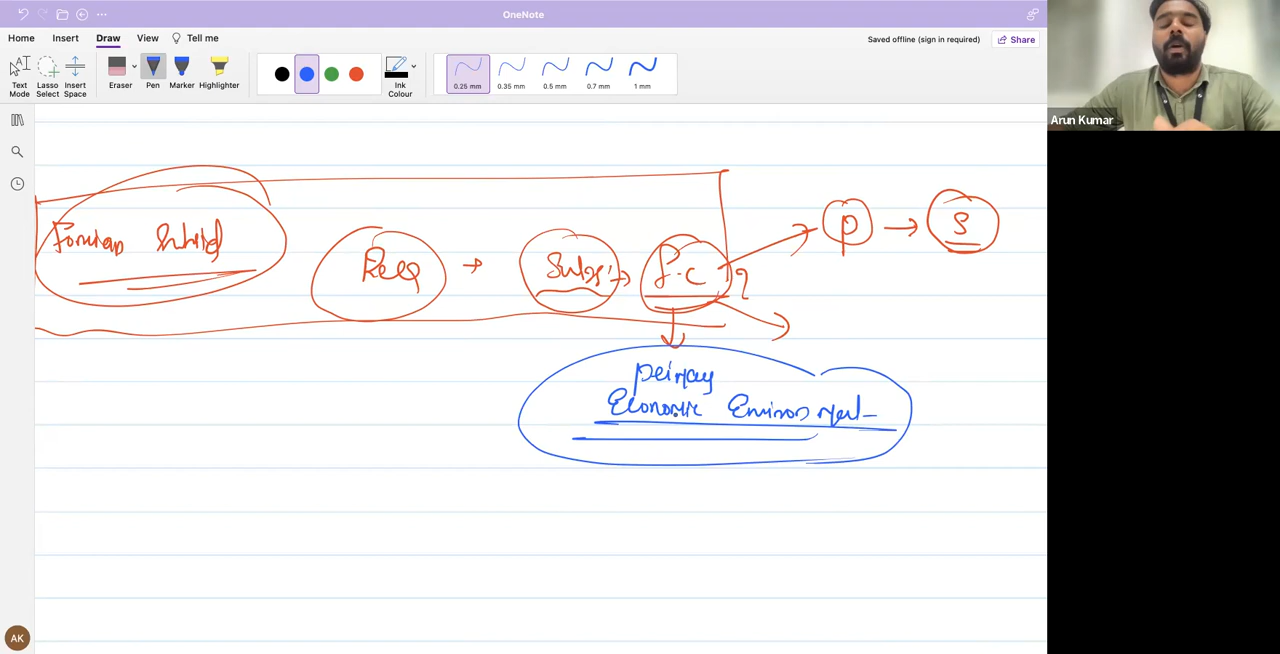 OneNote
Home Insert Draw View Tell me
Saved offline (sign in required) Share
Text Mode
Lasso Select
Insert Space
Eraser
Pen
Marker
Highlighter
Ink Colour
0.25 mm
0.35 mm
0.5 mm
0.7 mm
1 mm
Arun Kumar
P → S
→ f.c ?
primary
Economic Environment
AK